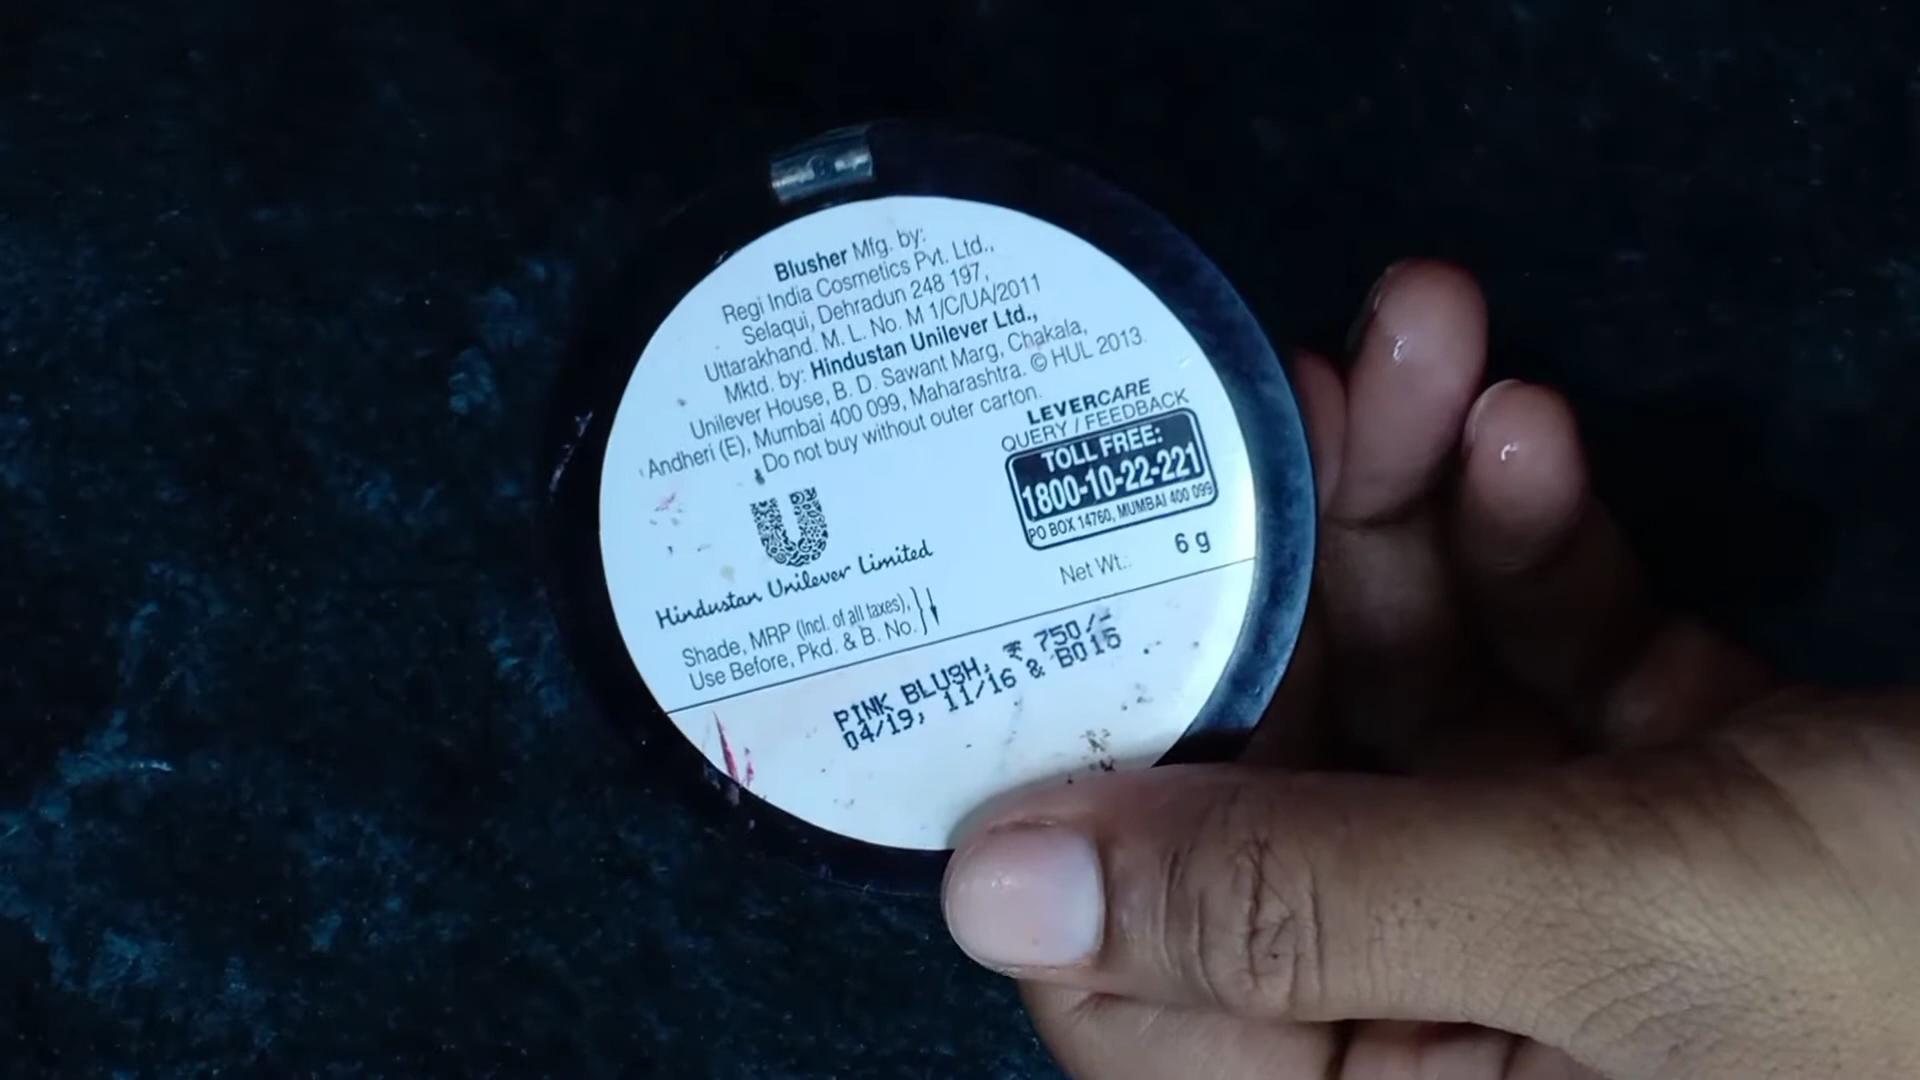 Blusher Mfg. by:
Regi India Cosmetics Pvt. Ltd.,
Selaqui, Dehradun 248 197,
Uttarakhand. M. L. No. M 1/C/UA/2011
Mktd. by: Hindustan Unilever Ltd.,
Unilever House, B. D. Sawant Marg, Chakala,
Andheri (E), Mumbai 400 099, Maharashtra. © HUL 2013.
Do not buy without outer carton.
LEVERCARE
QUERY / FEEDBACK
TOLL FREE:
1800-10-22-221
PO BOX 14760, MUMBAI 400 099
Hindustan Unilever Limited
Net Wt.: 6 g
Shade, MRP (Incl. of all taxes),
Use Before, Pkd. & B. No.
PINK BLUSH, ₹ 750/-
04/19, 11/16 & B015